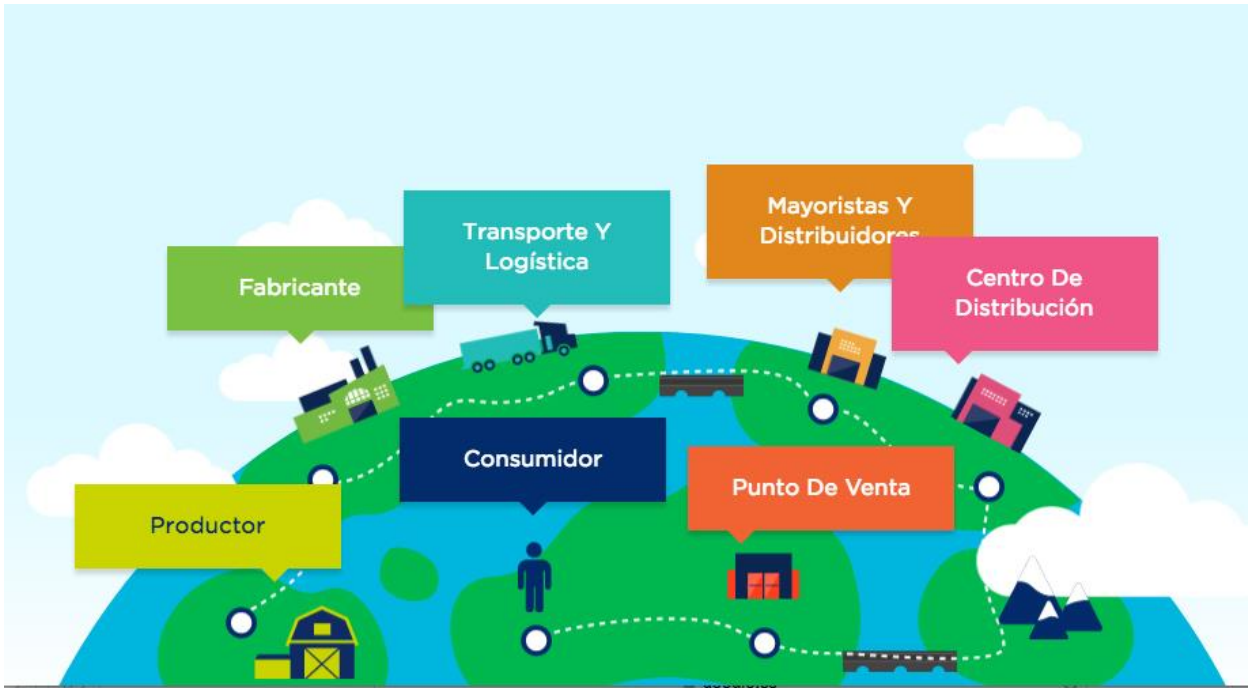 Mayoristas Y
Distribuidores
Transporte Y
Logística
Fabricante
Centro De
Distribución
Consumidor
Punto De Venta
Productor